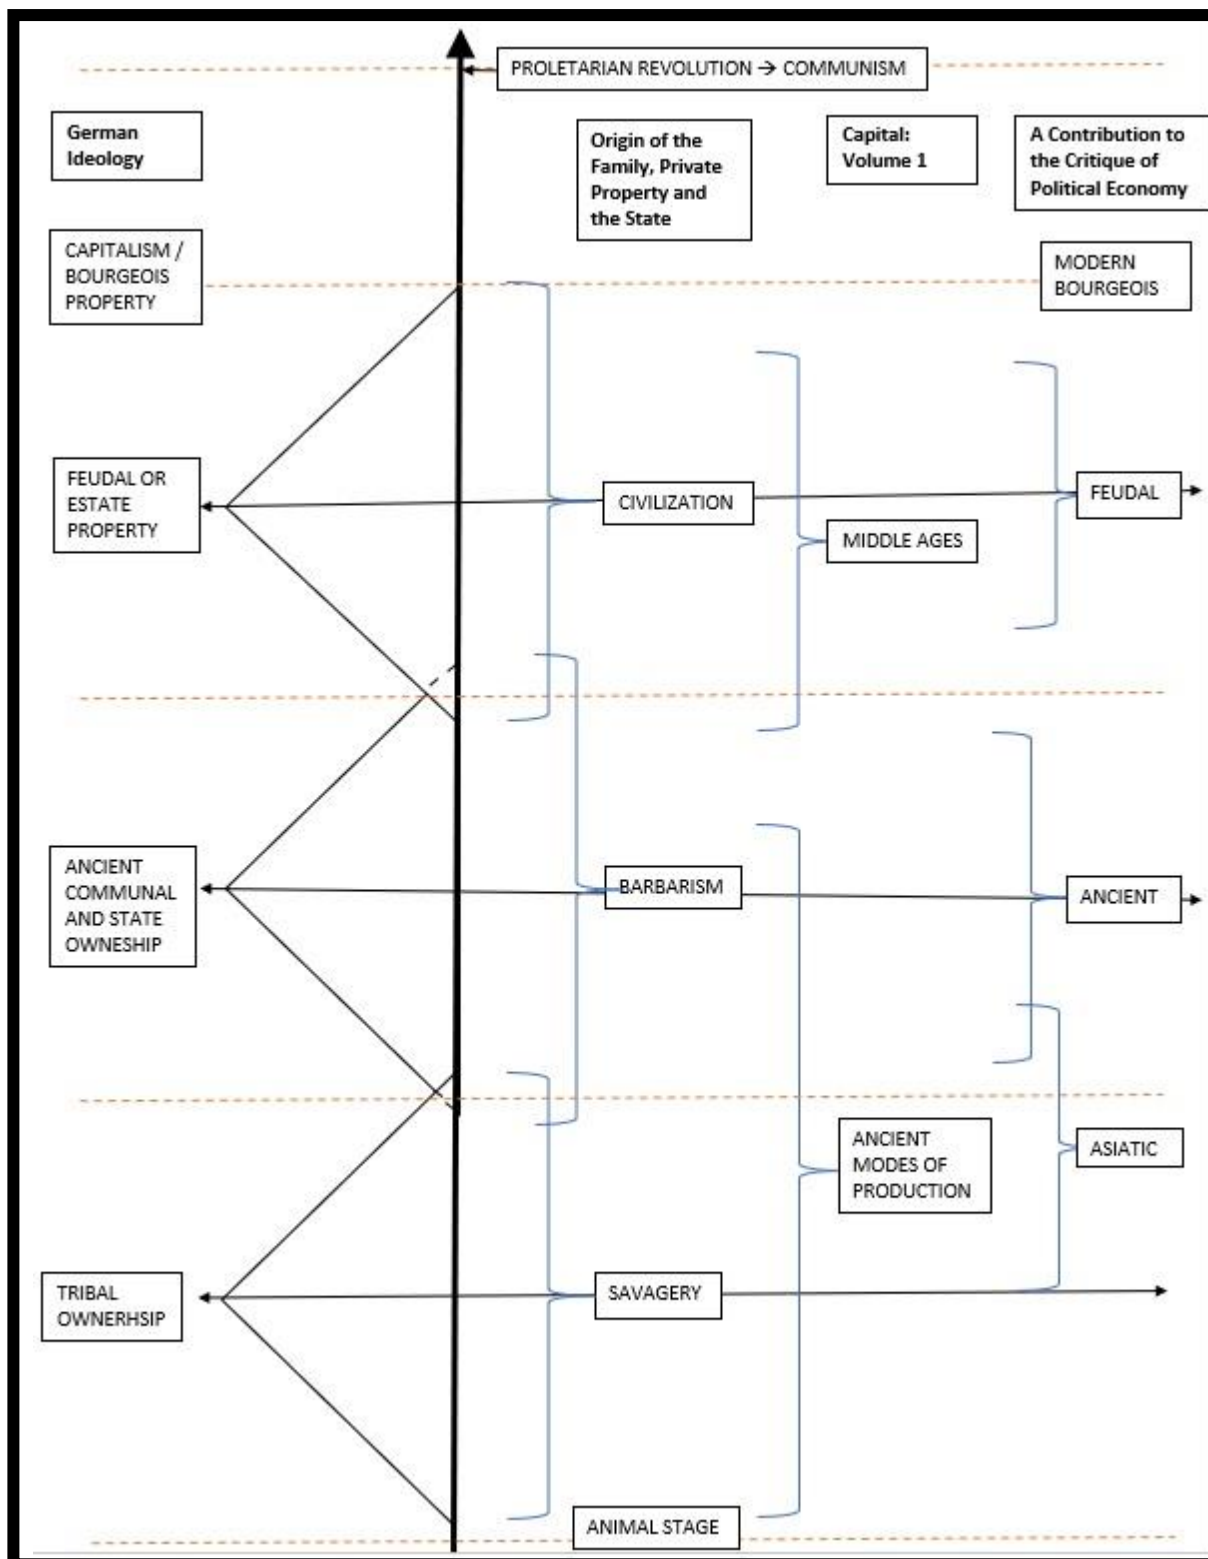 PROLETARIAN REVOLUTION → COMMUNISM
German
Ideology
Origin of the
Family, Private
Property and
the State
Capital:
Volume 1
A Contribution to
the Critique of
Political Economy
CAPITALISM /
BOURGEOIS
PROPERTY
MODERN
BOURGEOIS
FEUDAL OR
ESTATE
PROPERTY
CIVILIZATION
MIDDLE AGES
FEUDAL
ANCIENT
COMMUNAL
AND STATE
OWNESHIP
BARBARISM
ANCIENT
ANCIENT
MODES OF
PRODUCTION
ASIATIC
TRIBAL
OWNERHSIP
SAVAGERY
ANIMAL STAGE